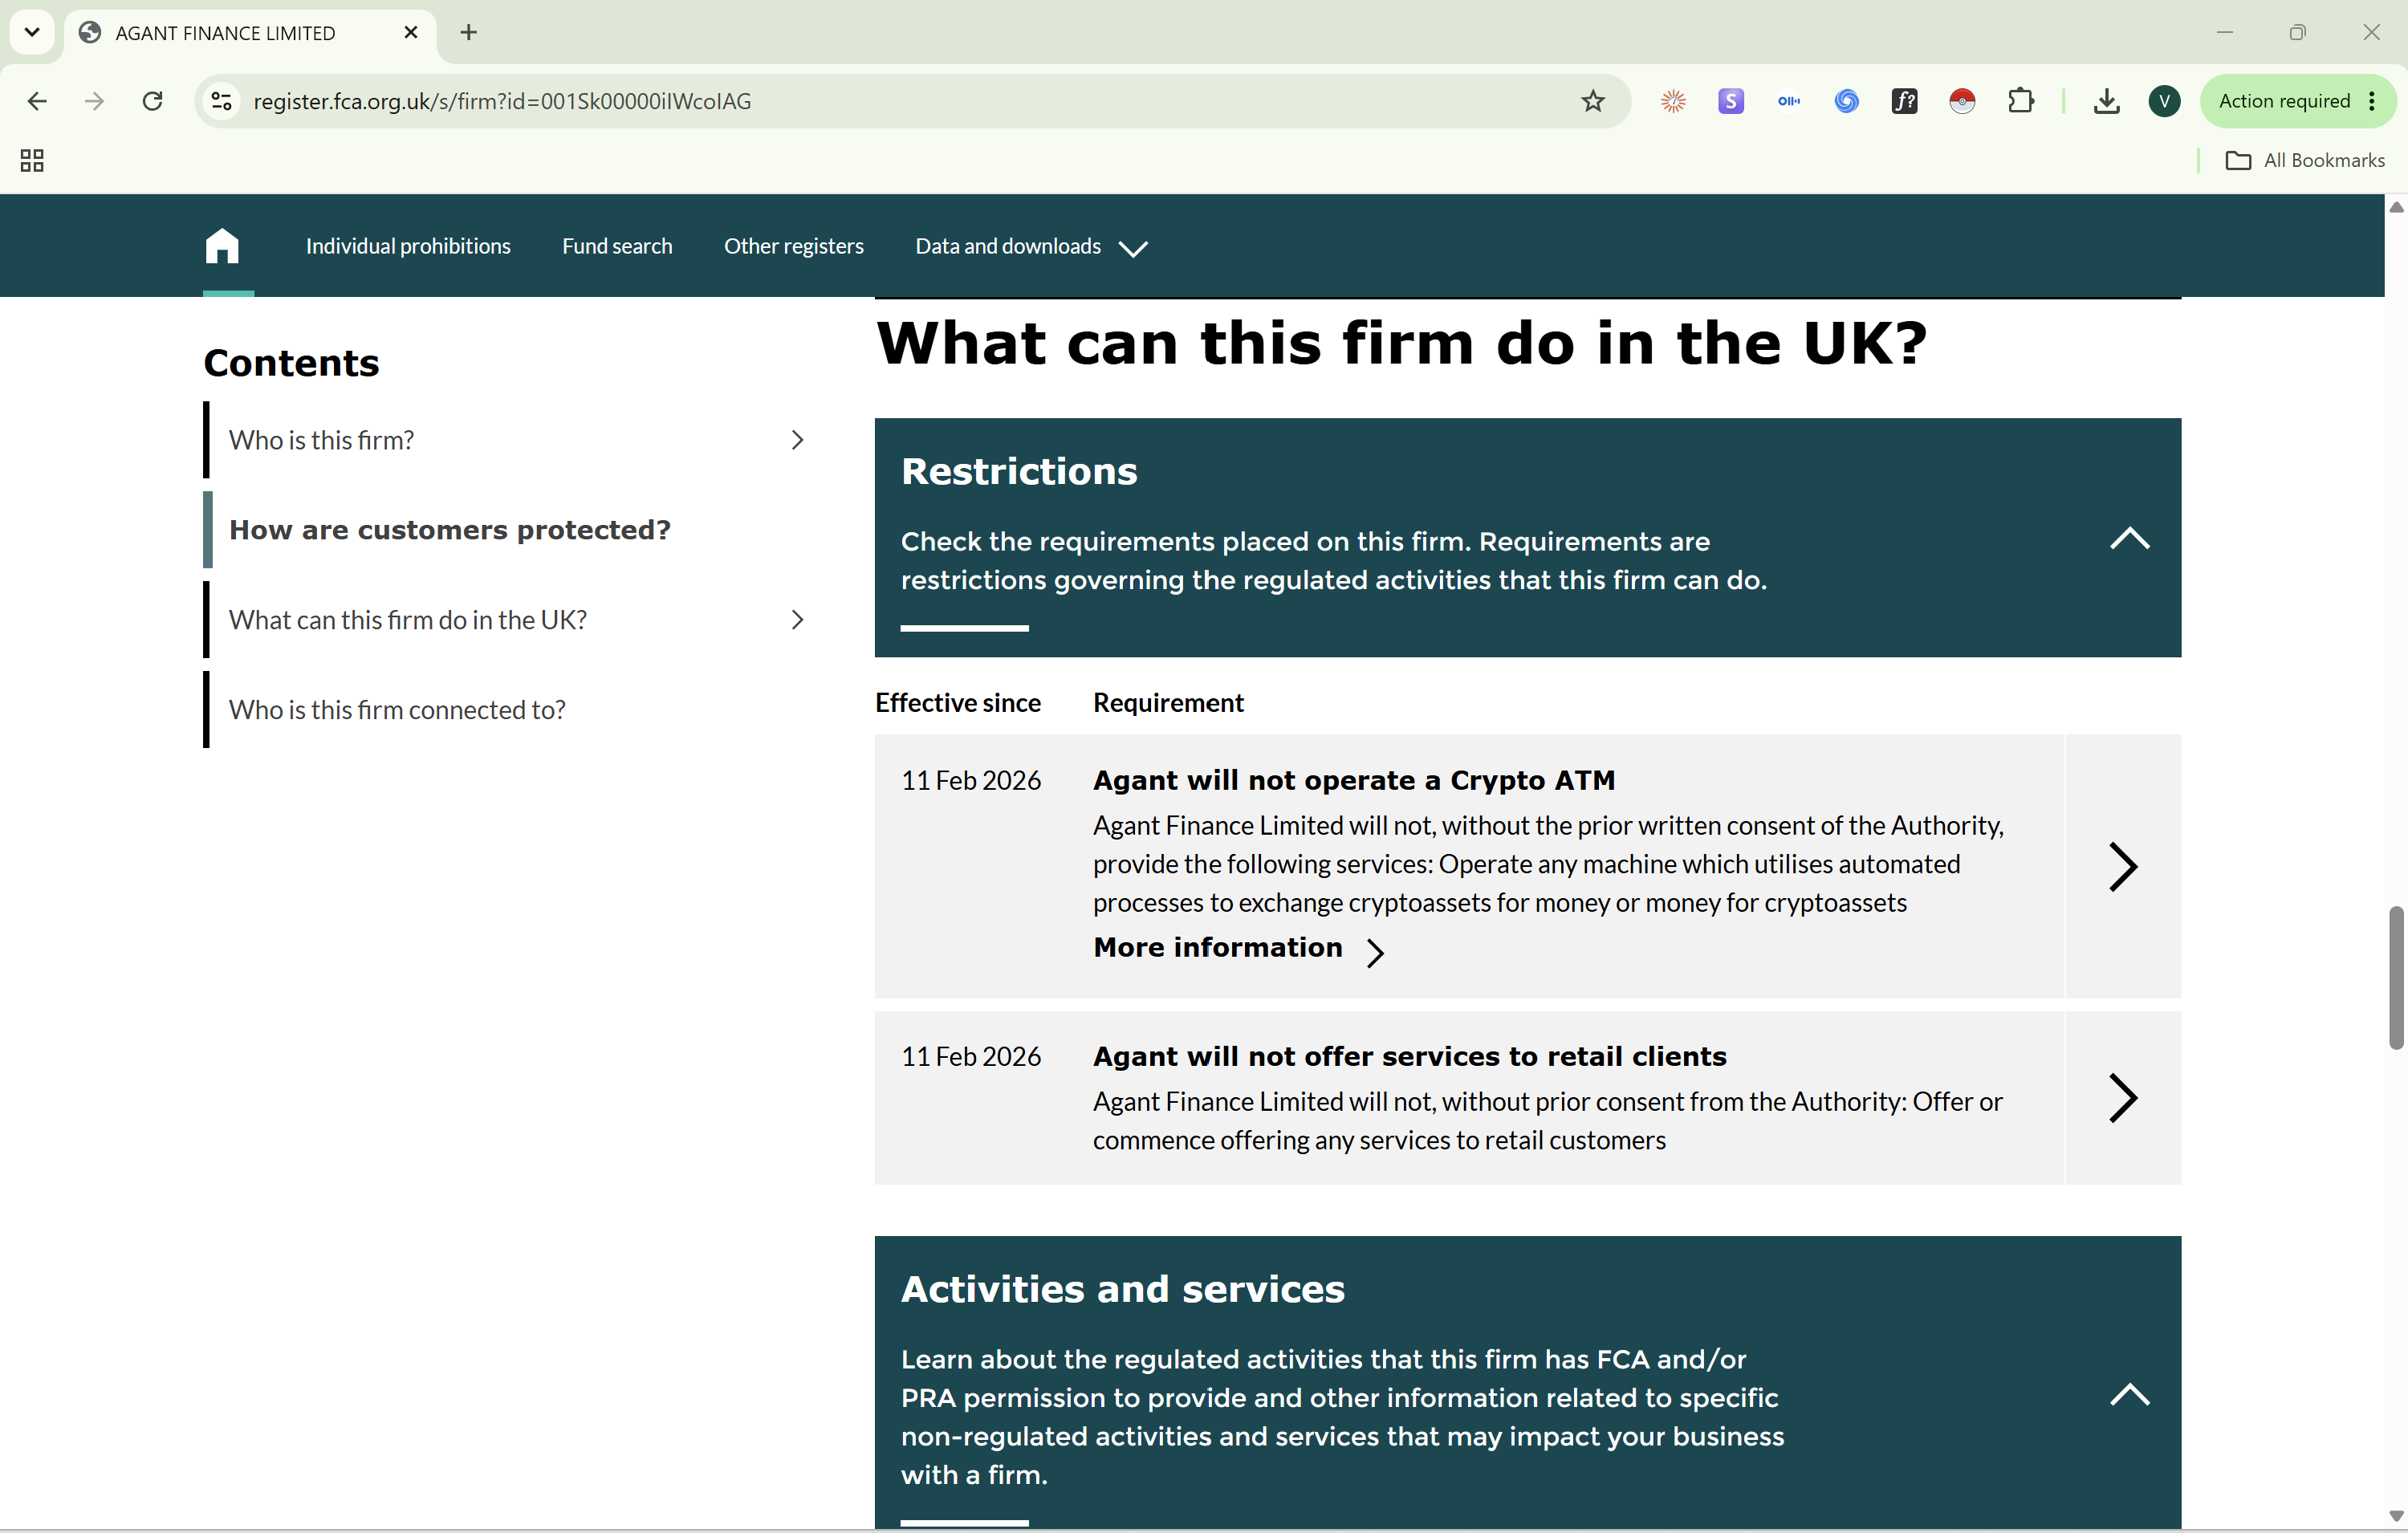 AGANT FINANCE LIMITED
register.fca.org.uk/s/firm?id=001Sk00000iIWcoIAG
S
f?
V
Action required
All Bookmarks
Individual prohibitions
Fund search
Other registers
Data and downloads
Contents
Who is this firm?
How are customers protected?
What can this firm do in the UK?
Who is this firm connected to?
What can this firm do in the UK?
Restrictions
Check the requirements placed on this firm. Requirements are
restrictions governing the regulated activities that this firm can do.
Effective since Requirement
11 Feb 2026 Agant will not operate a Crypto ATM
Agant Finance Limited will not, without the prior written consent of the Authority,
provide the following services: Operate any machine which utilises automated
processes to exchange cryptoassets for money or money for cryptoassets
More information
11 Feb 2026 Agant will not offer services to retail clients
Agant Finance Limited will not, without prior consent from the Authority: Offer or
commence offering any services to retail customers
Activities and services
Learn about the regulated activities that this firm has FCA and/or
PRA permission to provide and other information related to specific
non-regulated activities and services that may impact your business
with a firm.